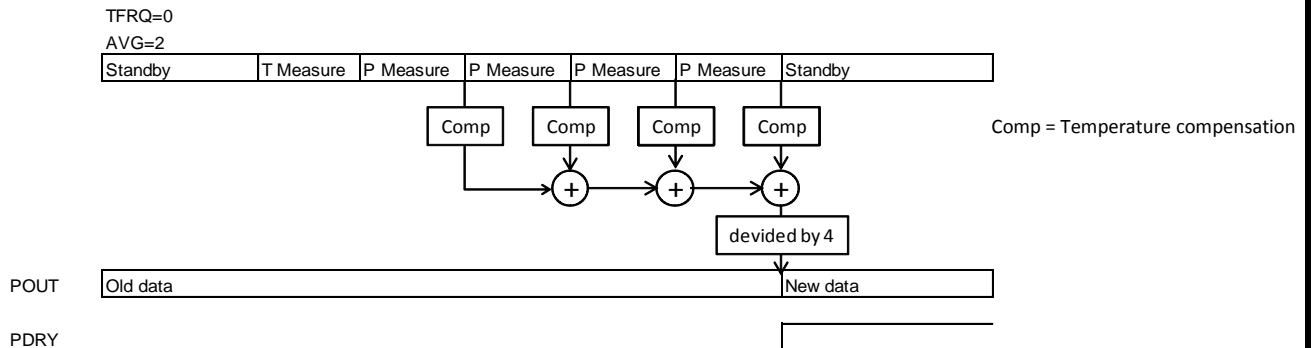 TFRQ=0
AVG=2
Standby T Measure P Measure P Measure P Measure P Measure Standby
Comp Comp Comp Comp Comp = Temperature compensation
+ + +
devided by 4
POUT Old data New data
PDRY